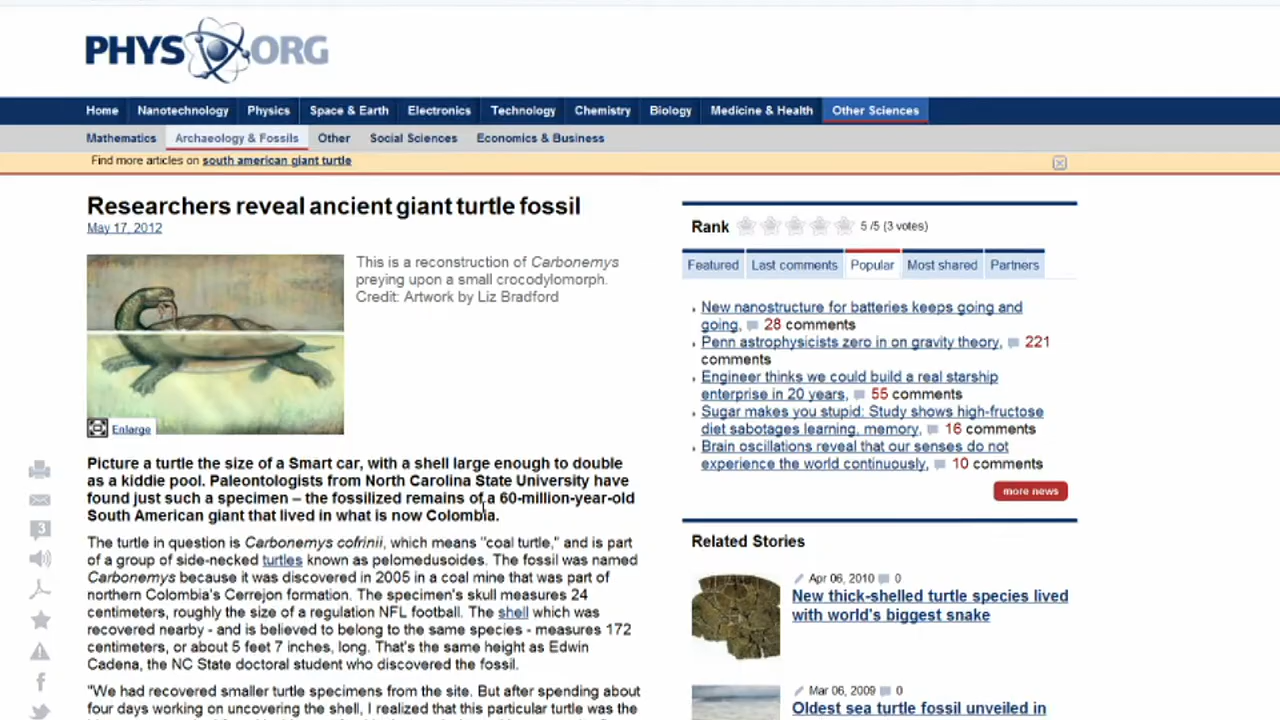 PHYS ORG
Home Nanotechnology Physics Space & Earth Electronics Technology Chemistry Biology Medicine & Health Other Sciences
Mathematics Archaeology & Fossils Other Social Sciences Economics & Business
Find more articles on south american giant turtle
Researchers reveal ancient giant turtle fossil
May 17, 2012
This is a reconstruction of Carbonemys
preying upon a small crocodylomorph.
Credit: Artwork by Liz Bradford
Enlarge
Picture a turtle the size of a Smart car, with a shell large enough to double
as a kiddie pool. Paleontologists from North Carolina State University have
found just such a specimen – the fossilized remains of a 60-million-year-old
South American giant that lived in what is now Colombia.
3
The turtle in question is Carbonemys cofrinii, which means "coal turtle," and is part
of a group of side-necked turtles known as pelomedusoides. The fossil was named
Carbonemys because it was discovered in 2005 in a coal mine that was part of
northern Colombia's Cerrejon formation. The specimen's skull measures 24
centimeters, roughly the size of a regulation NFL football. The shell which was
recovered nearby - and is believed to belong to the same species - measures 172
centimeters, or about 5 feet 7 inches, long. That's the same height as Edwin
Cadena, the NC State doctoral student who discovered the fossil.
"We had recovered smaller turtle specimens from the site. But after spending about
four days working on uncovering the shell, I realized that this particular turtle was the
Rank 5 /5 (3 votes)
Featured Last comments Popular Most shared Partners
New nanostructure for batteries keeps going and
going, 28 comments
Penn astrophysicists zero in on gravity theory, 221
comments
Engineer thinks we could build a real starship
enterprise in 20 years, 55 comments
Sugar makes you stupid: Study shows high-fructose
diet sabotages learning, memory, 16 comments
Brain oscillations reveal that our senses do not
experience the world continuously, 10 comments
more news
Related Stories
Apr 06, 2010 0
New thick-shelled turtle species lived
with world's biggest snake
Mar 06, 2009 0
Oldest sea turtle fossil unveiled in